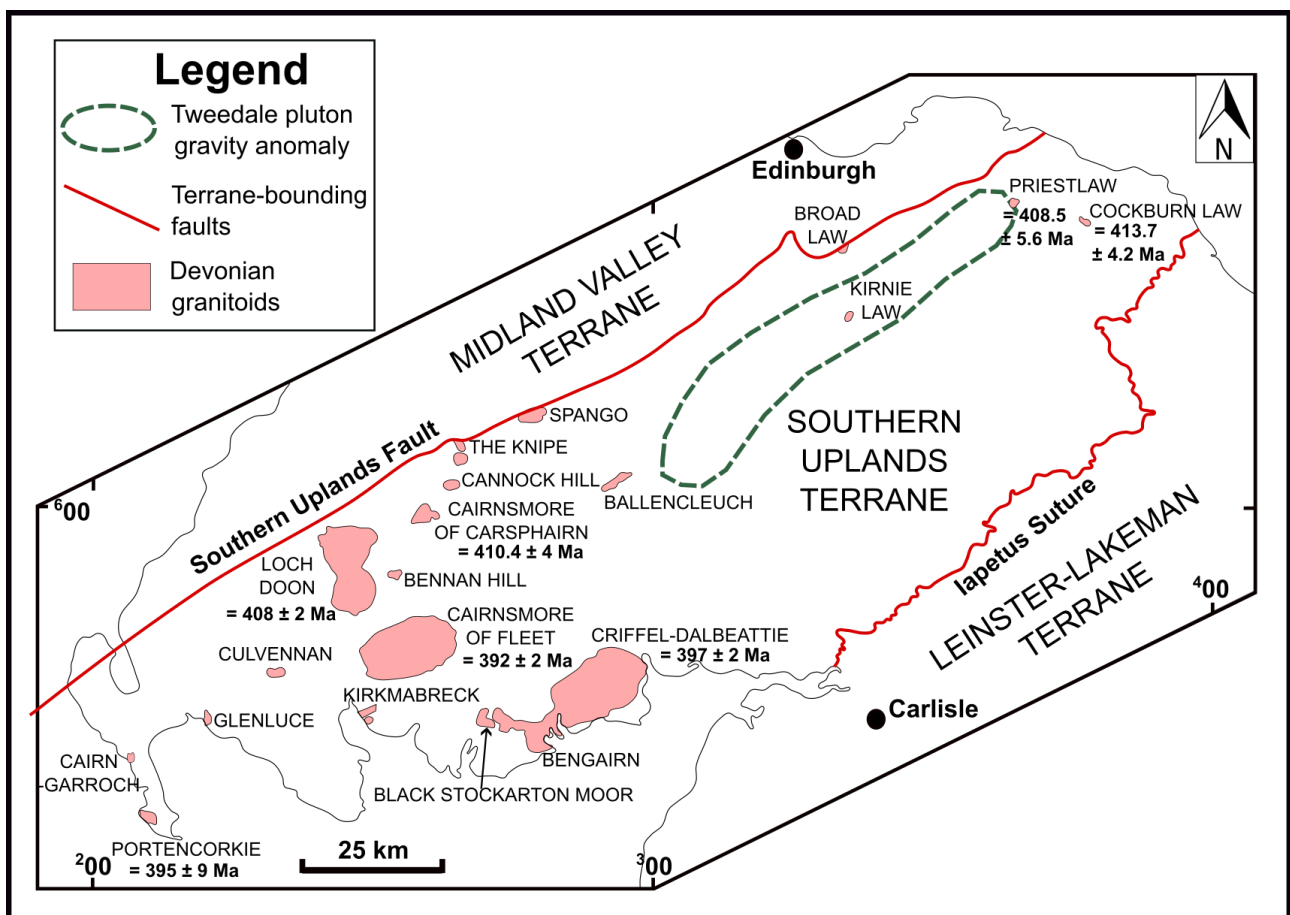 Legend
Tweedale pluton
gravity anomaly
Terrane-bounding
faults
Devonian
granitoids
N
Edinburgh
PRIESTLAW
= 408.5
± 5.6 Ma
COCKBURN LAW
= 413.7
± 4.2 Ma
BROAD
LAW
KIRNIE
LAW
MIDLAND VALLEY
TERRANE
SOUTHERN
UPLANDS
TERRANE
Southern Uplands Fault
SPANGO
THE KNIPE
CANNOCK HILL
BALLENCLEUCH
CAIRNSMORE
OF CARSPHAIRN
= 410.4 ± 4 Ma
600
LOCH
DOON
= 408 ± 2 Ma
BENNAN HILL
Iapetus Suture
LEINSTER-LAKEMAN
TERRANE
400
CAIRNSMORE
OF FLEET
= 392 ± 2 Ma
CRIFFEL-DALBEATTIE
= 397 ± 2 Ma
CULVENNAN
KIRKMABRECK
GLENLUCE
Carlisle
CAIRN
-GARROCH
BENGAIRN
BLACK STOCKARTON MOOR
PORTENCORKIE
= 395 ± 9 Ma
25 km
200
300